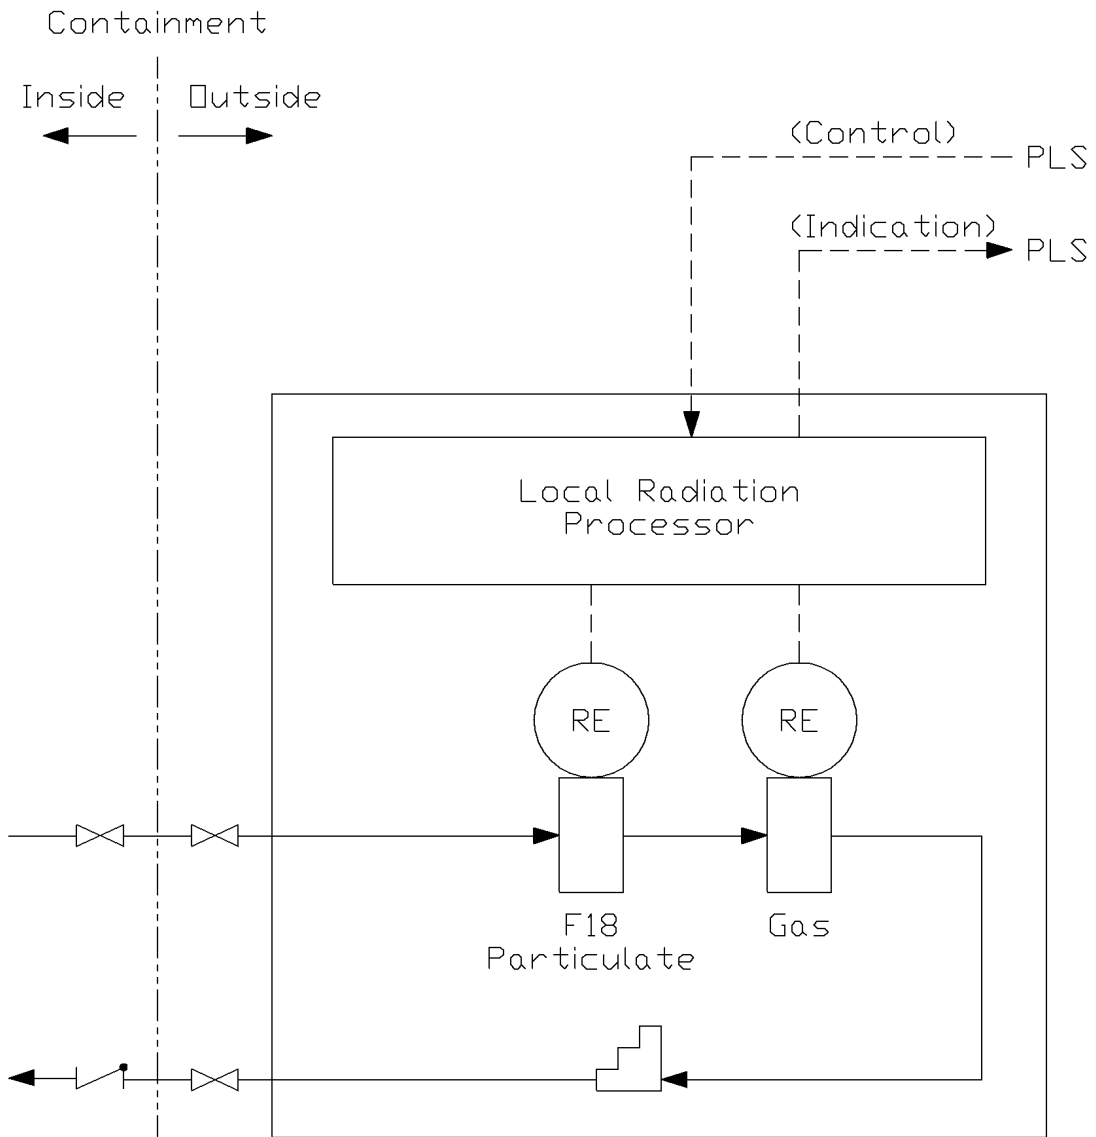 Containment
Inside
Outside
(Control)
PLS
(Indication)
PLS
Local Radiation
Processor
RE
RE
F18
Particulate
Gas